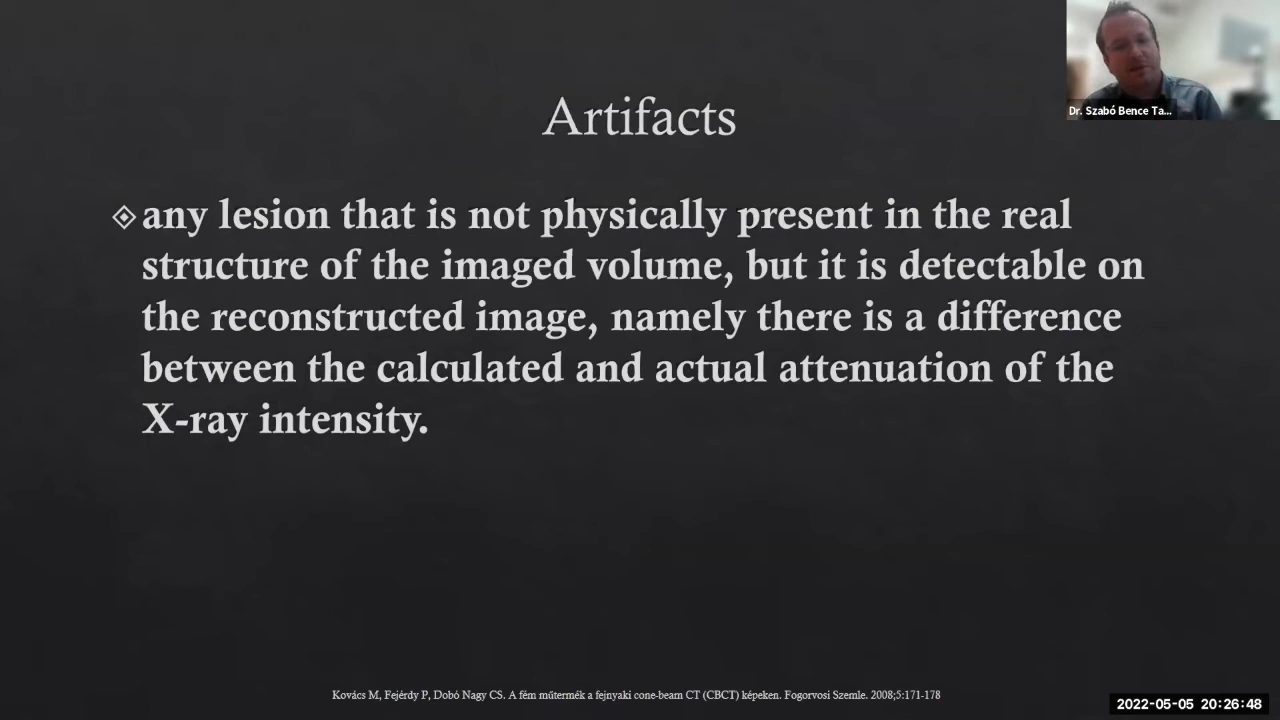 Dr. Szabó Bence Ta...
Artifacts
any lesion that is not physically present in the real
structure of the imaged volume, but it is detectable on
the reconstructed image, namely there is a difference
between the calculated and actual attenuation of the
X-ray intensity.
Kovács M, Fejérdy P, Dobó Nagy CS. A fém műtermék a fejnyaki cone-beam CT (CBCT) képeken. Fogorvosi Szemle. 2008;5:171-178
2022-05-05 20:26:48